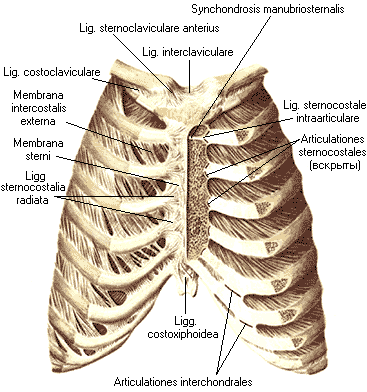 Synchondrosis manubriosternalis
Lig. sternoclaviculare anterius
Lig. interclaviculare
Lig. costoclaviculare
Membrana
intercostalis
externa
Membrana
sterni
Ligg
sternocostalia
radiata
Lig. sternocostale
intraarticulare
Articulationes
sternocostales
(вскрыты)
Ligg.
costoxiphoidea
Articulationes interchondrales